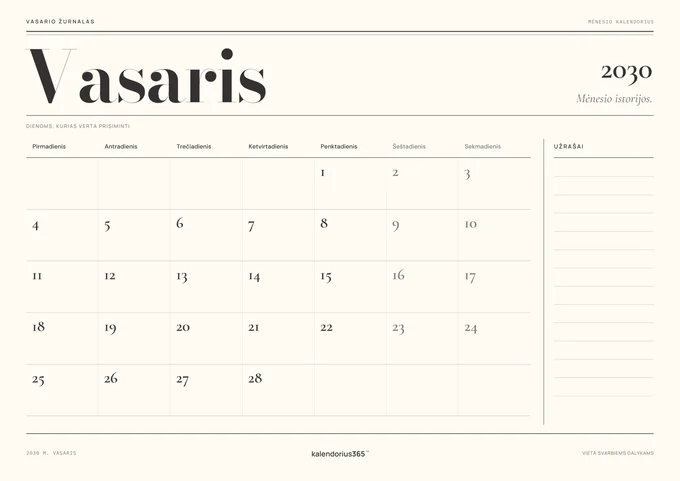 VASARIO ŽURNALAS
MĖNESIO KALENDORIUS
Vasaris
2030
Mėnesio istorijos.
DIENOMS, KURIAS VERTA PRISIMINTI
Pirmadienis Antradienis Trečiadienis Ketvirtadienis Penktadienis Šeštadienis Sekmadienis
UŽRAŠAI
1 2 3
4 5 6 7 8 9 10
11 12 13 14 15 16 17
18 19 20 21 22 23 24
25 26 27 28
2030 M. VASARIS
kalendorius365™
VIETA SVARBIEMS DALYKAMS